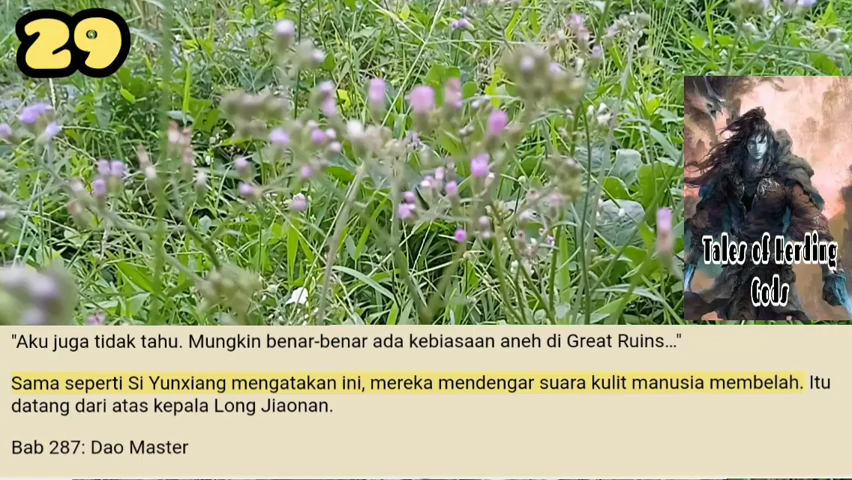 29
Tales of Herding
Gods
"Aku juga tidak tahu. Mungkin benar-benar ada kebiasaan aneh di Great Ruins..."
Sama seperti Si Yunxiang mengatakan ini, mereka mendengar suara kulit manusia membelah. Itu
datang dari atas kepala Long Jiaonan.
Bab 287: Dao Master